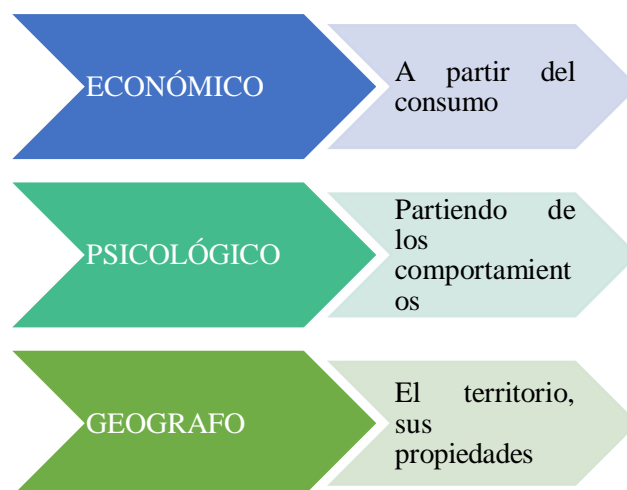 ECONÓMICO
A partir del
consumo
PSICOLÓGICO
Partiendo de
los
comportamient
os
GEOGRAFO
El territorio,
sus
propiedades